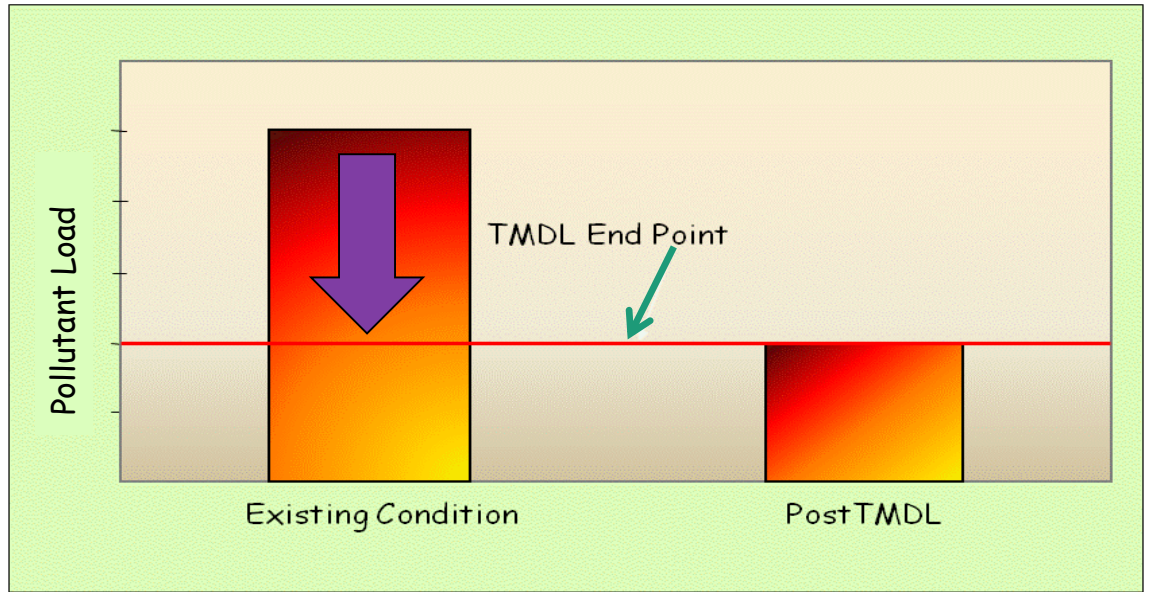 Pollutant Load
TMDL End Point
Existing Condition
PostTMDL